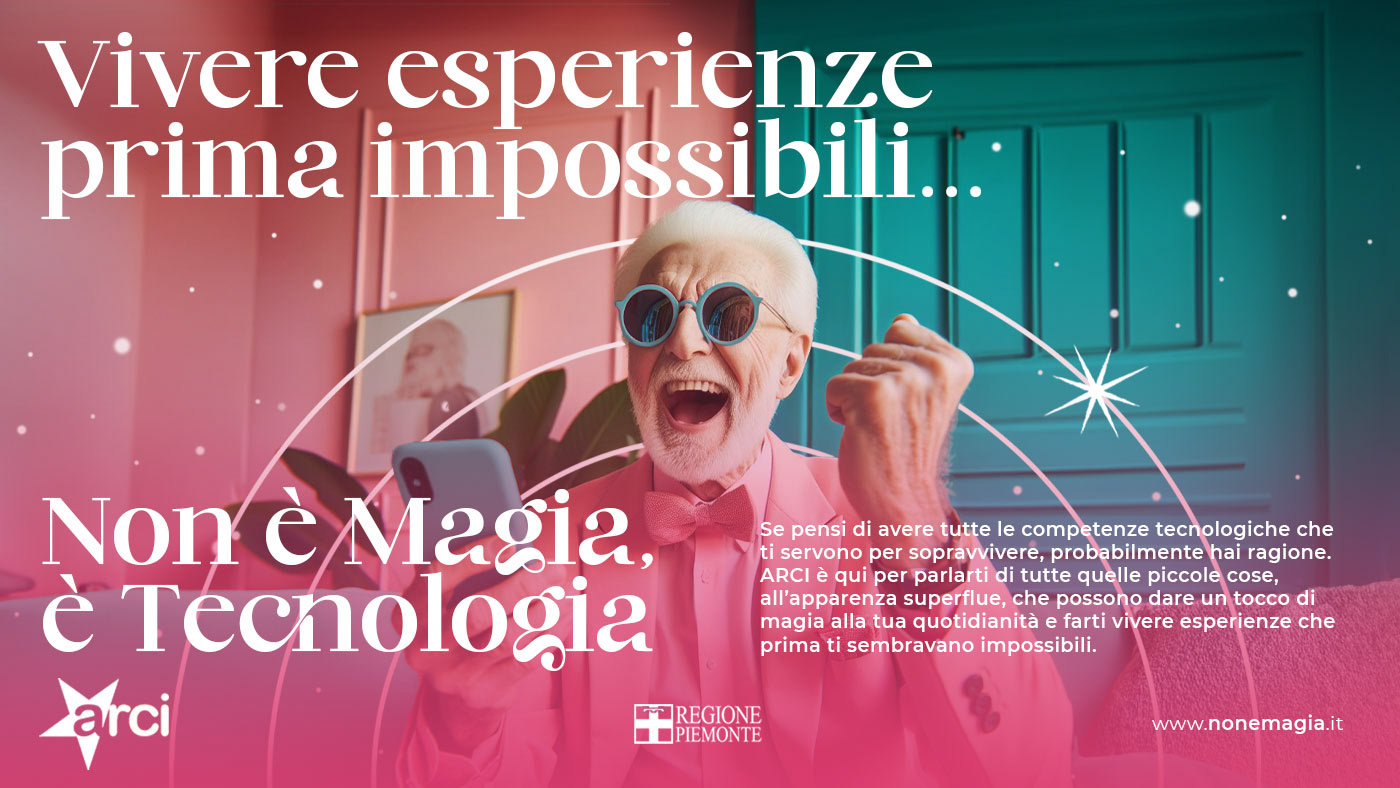 Vivere esperienze
prima impossibili...
Non è Magia,
è Tecnologia
Se pensi di avere tutte le competenze tecnologiche che
ti servono per sopravvivere, probabilmente hai ragione.
ARCI è qui per parlarti di tutte quelle piccole cose,
all'apparenza superflue, che possono dare un tocco di
magia alla tua quotidianità e farti vivere esperienze che
prima ti sembravano impossibili.
arci
REGIONE
PIEMONTE
www.nonemagia.it